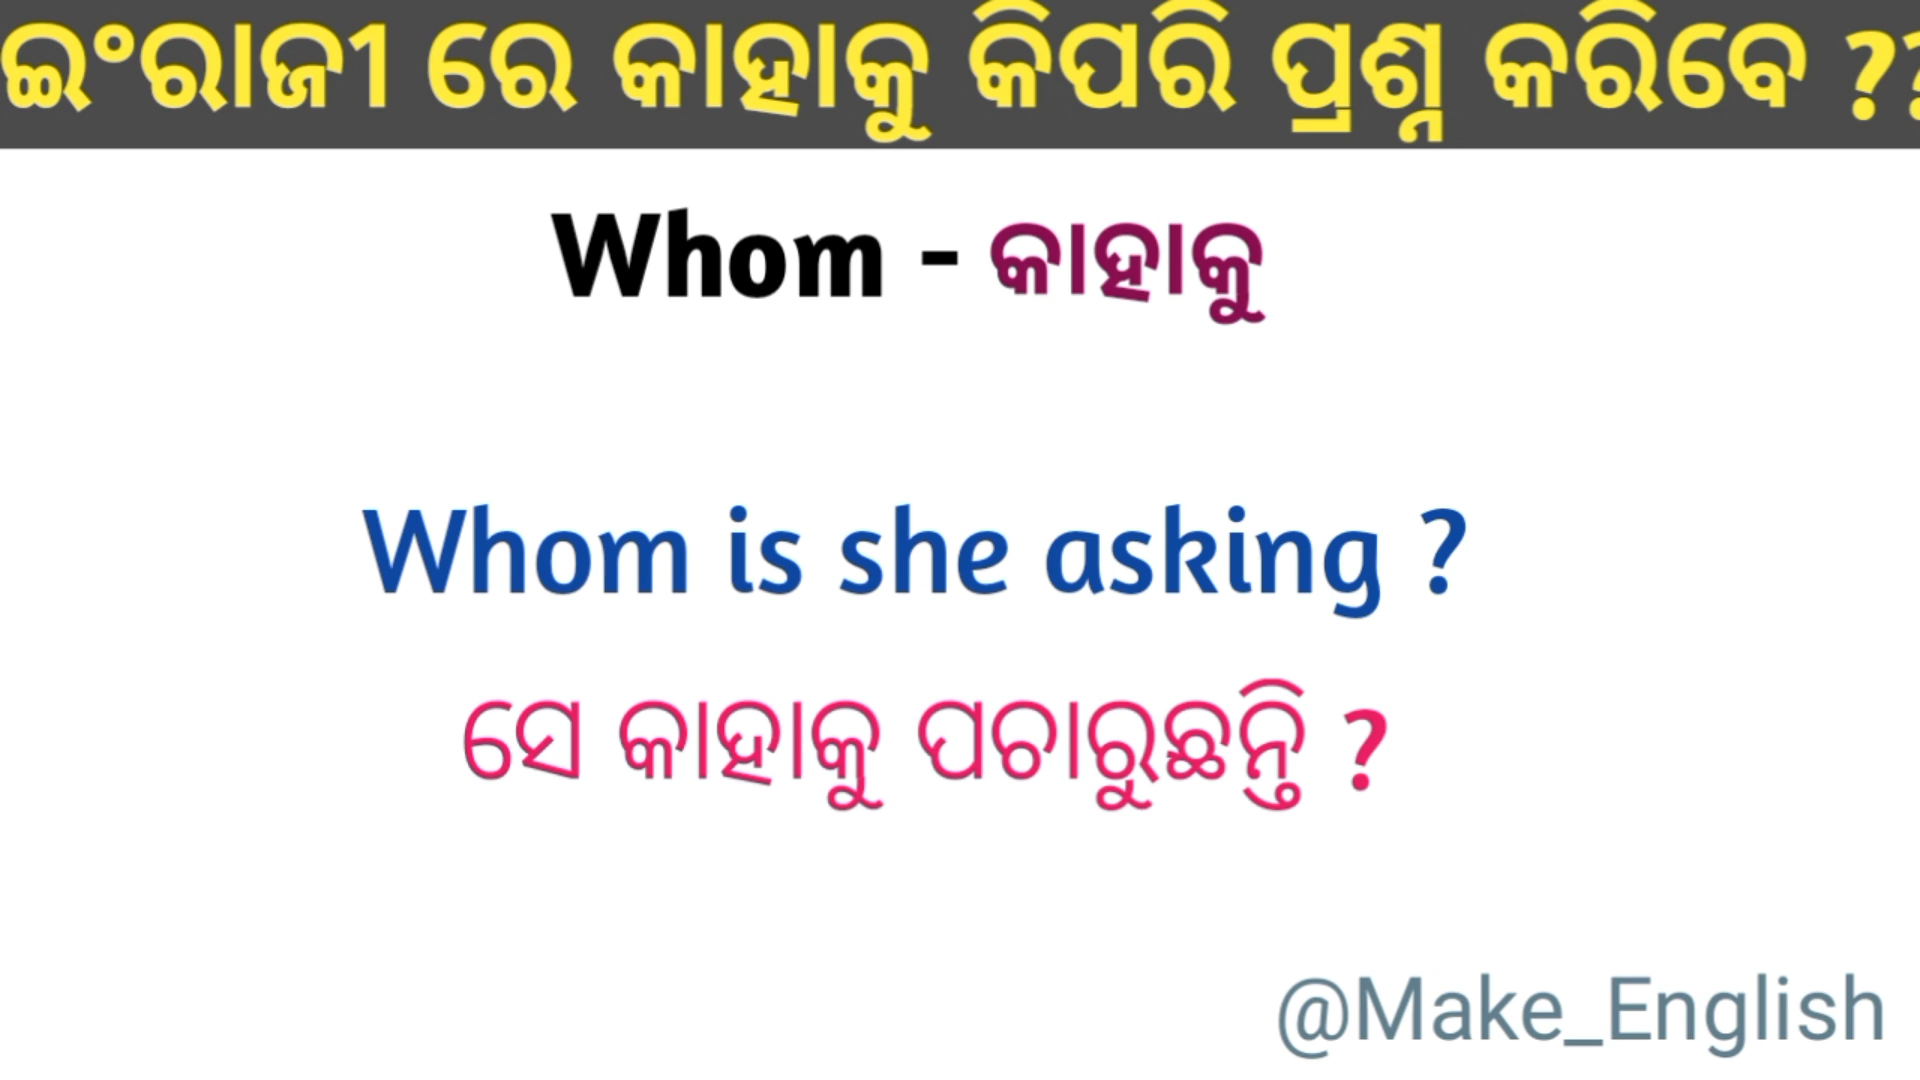 ଇଂରାଜୀ ରେ କାହାକୁ କିପରି ପ୍ରଶ୍ନ କରିବେ ??
Whom - କାହାକୁ
Whom is she asking ?
ସେ କାହାକୁ ପଚାରୁଛନ୍ତି ?
@Make_English